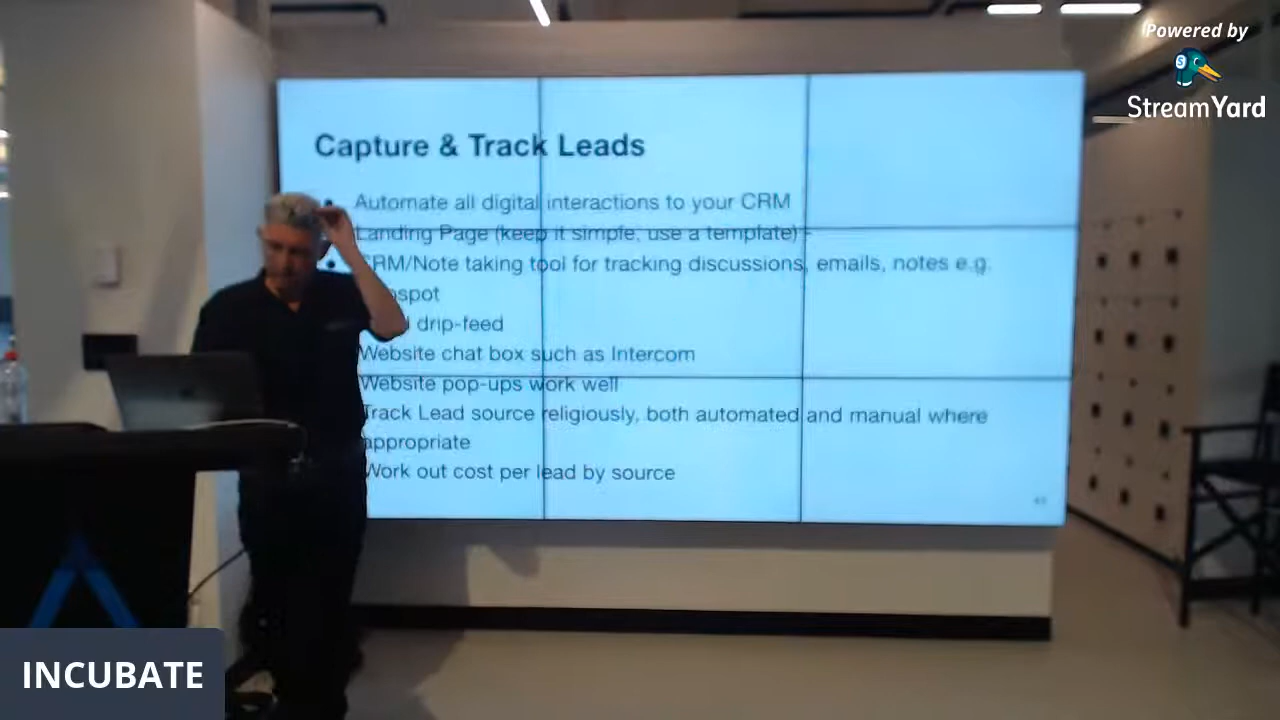 Powered by
StreamYard
Capture & Track Leads
Automate all digital interactions to your CRM
Landing Page (keep it simple, use a template) -
CRM/Note taking tool for tracking discussions, emails, notes e.g.
spot
drip-feed
Website chat box such as Intercom
Website pop-ups work well
Track Lead source religiously, both automated and manual where
appropriate
Work out cost per lead by source
INCUBATE